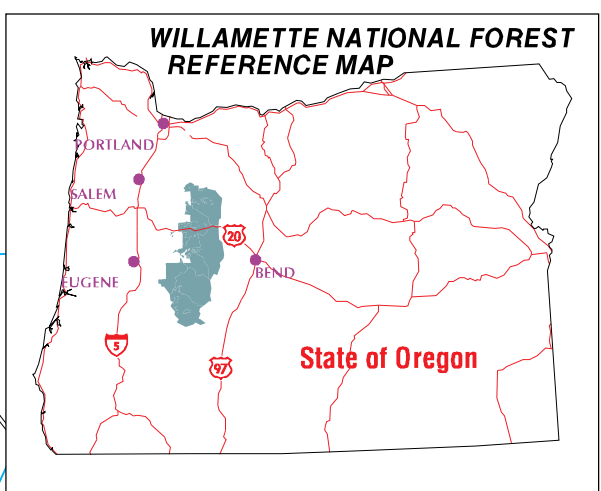 WILLAMETTE NATIONAL FOREST
REFERENCE MAP
PORTLAND
SALEM
20
EUGENE
BEND
5
97
State of Oregon